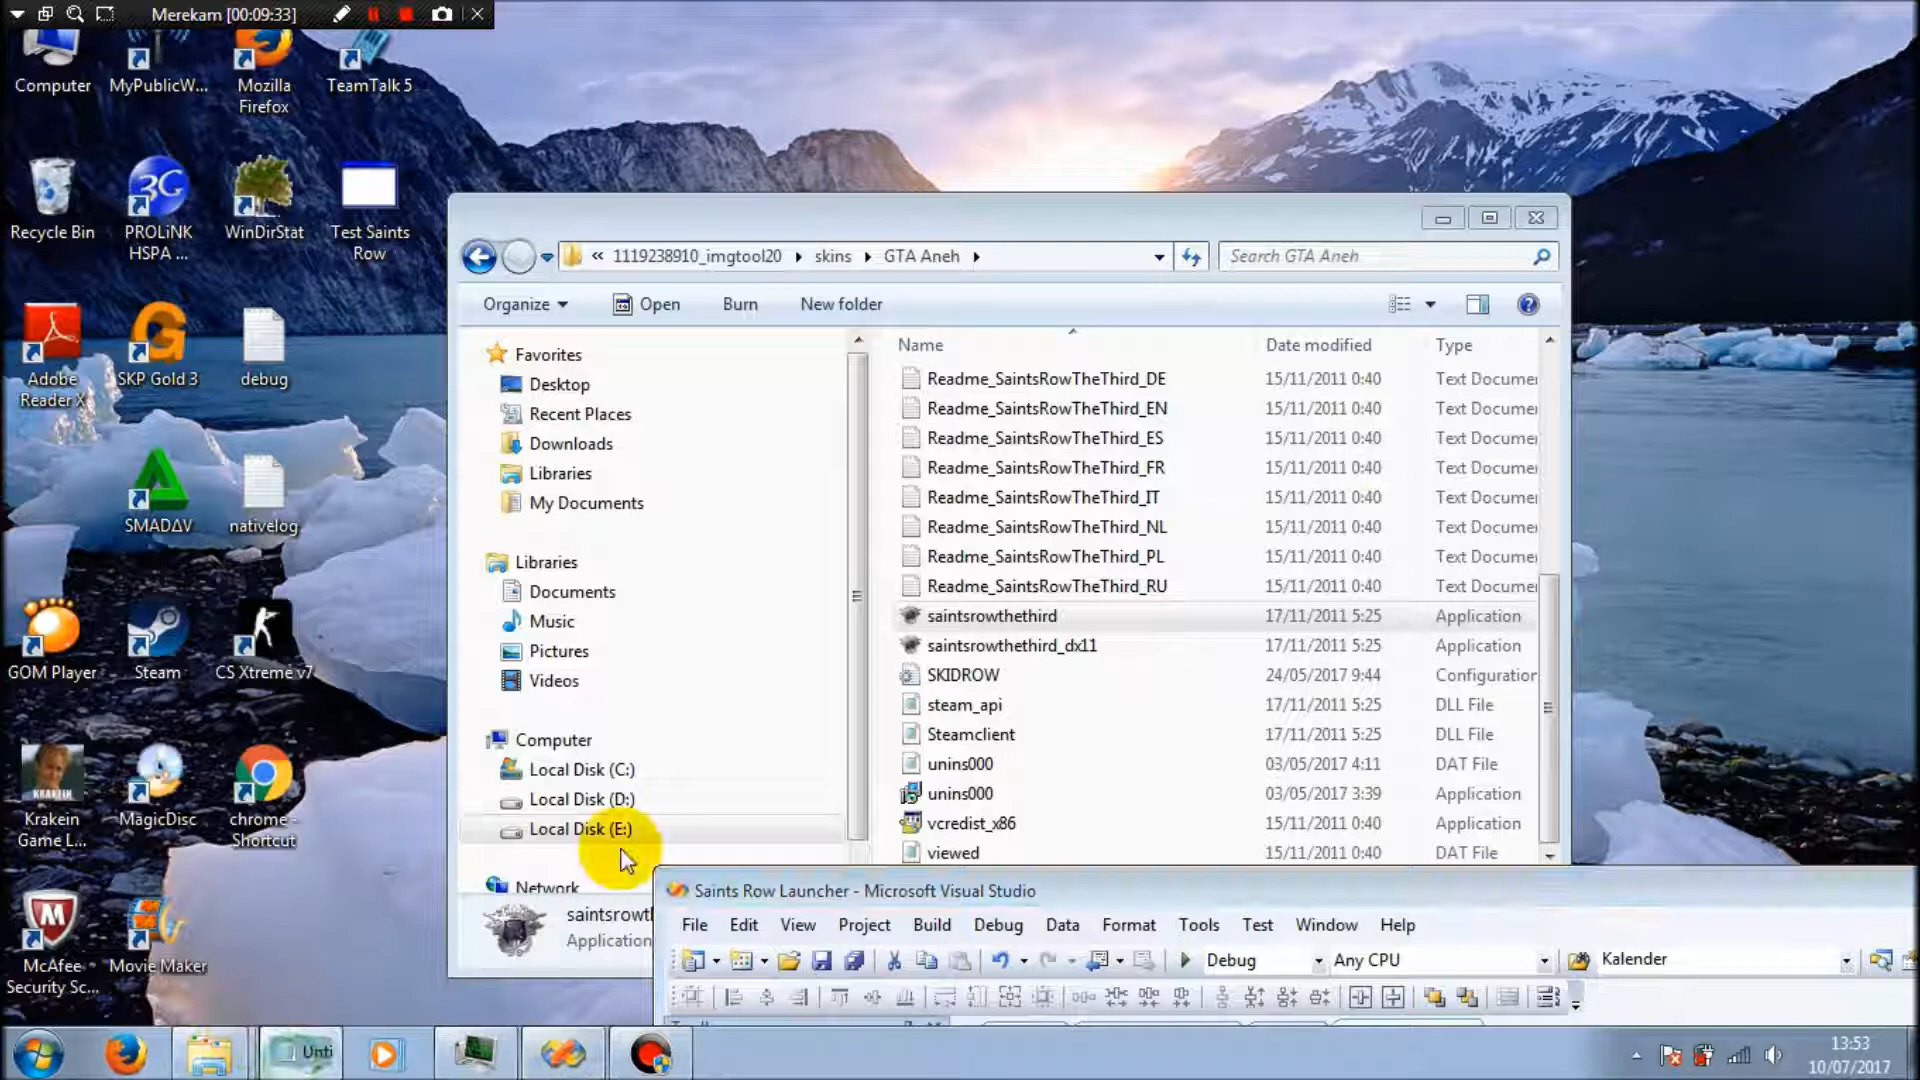 Merekam [00:09:33]
Computer
MyPublicW...
Mozilla
Firefox
TeamTalk 5
Recycle Bin
PROLiNK
HSPA ...
WinDirStat
Test Saints
Row
Adobe
Reader X
SKP Gold 3
debug
SMADΔV
nativelog
GOM Player
Steam
CS Xtreme v7
Krakein
Game L...
MagicDisc
chrome -
Shortcut
McAfee
Security Sc...
Movie Maker
« 1119238910_imgtool20 skins GTA Aneh
Search GTA Aneh
Organize Open Burn New folder
Favorites
Desktop
Recent Places
Downloads
Libraries
My Documents
Libraries
Documents
Music
Pictures
Videos
Computer
Local Disk (C:)
Local Disk (D:)
Local Disk (E:)
Network
Name Date modified Type
Readme_SaintsRowTheThird_DE 15/11/2011 0:40 Text Documen
Readme_SaintsRowTheThird_EN 15/11/2011 0:40 Text Documen
Readme_SaintsRowTheThird_ES 15/11/2011 0:40 Text Documen
Readme_SaintsRowTheThird_FR 15/11/2011 0:40 Text Documen
Readme_SaintsRowTheThird_IT 15/11/2011 0:40 Text Documen
Readme_SaintsRowTheThird_NL 15/11/2011 0:40 Text Documen
Readme_SaintsRowTheThird_PL 15/11/2011 0:40 Text Documen
Readme_SaintsRowTheThird_RU 15/11/2011 0:40 Text Documen
saintsrowthethird 17/11/2011 5:25 Application
saintsrowthethird_dx11 17/11/2011 5:25 Application
SKIDROW 24/05/2017 9:44 Configuration
steam_api 17/11/2011 5:25 DLL File
Steamclient 17/11/2011 5:25 DLL File
unins000 03/05/2017 4:11 DAT File
unins000 03/05/2017 3:39 Application
vcredist_x86 15/11/2011 0:40 Application
viewed 15/11/2011 0:40 DAT File
saintsrowtl
Application
Saints Row Launcher - Microsoft Visual Studio
File Edit View Project Build Debug Data Format Tools Test Window Help
Debug Any CPU Kalender
Unti
13:53
10/07/2017